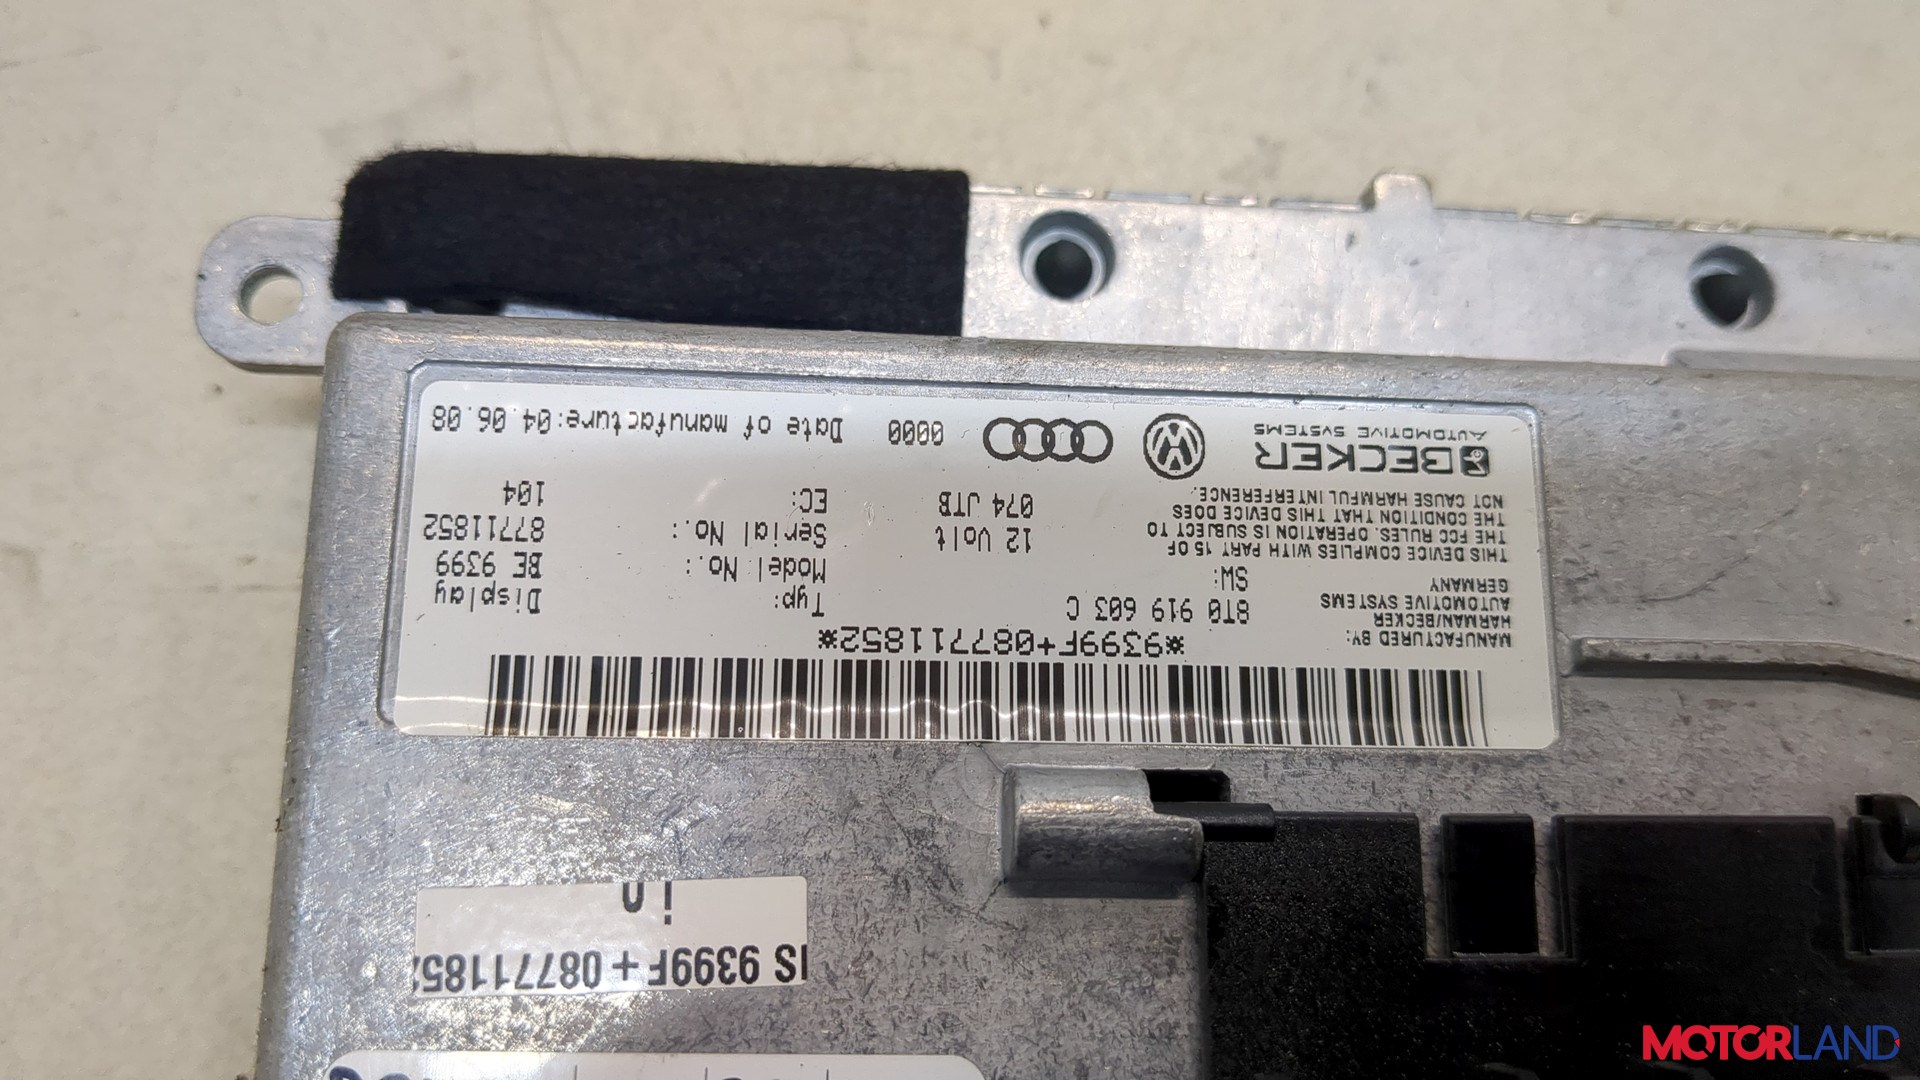 *9399F+087711852*
MANUFACTURED BY:
HARMAN/BECKER
AUTOMOTIVE SYSTEMS
GERMANY
8T0 919 603 C
SW:
Typ: Display
Model No.: BE 9399
Serial No.: 87711852
EC: 104
THIS DEVICE COMPLIES WITH PART 15 OF
THE FCC RULES. OPERATION IS SUBJECT TO
THE CONDITION THAT THIS DEVICE DOES
NOT CAUSE HARMFUL INTERFERENCE.
12 Volt
074 JTB
BECKER
AUTOMOTIVE SYSTEMS
0000
Date of manufacture:04.06.08
IS 9399F+08771185
in
MOTORLAND